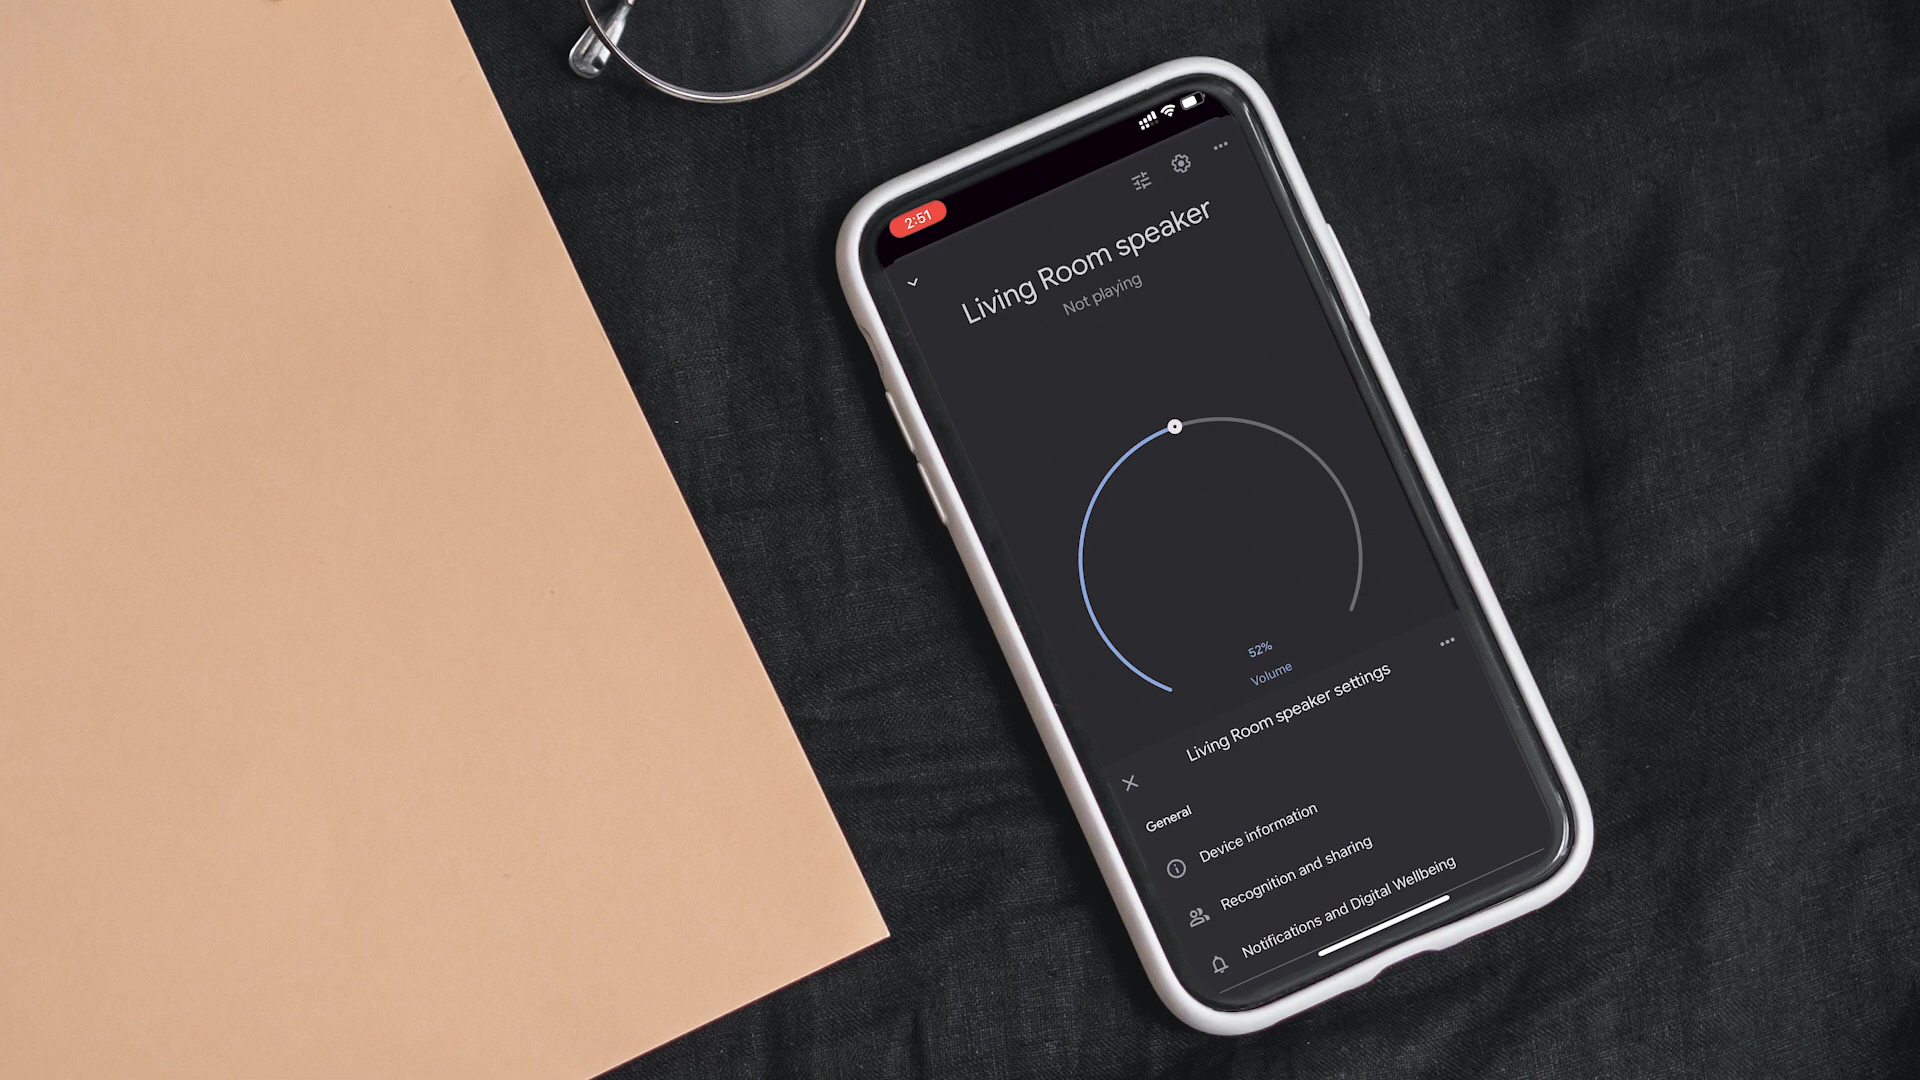 2:51
Living Room speaker
Not playing
52%
Volume
Living Room speaker settings
General
Device information
Recognition and sharing
Notifications and Digital Wellbeing